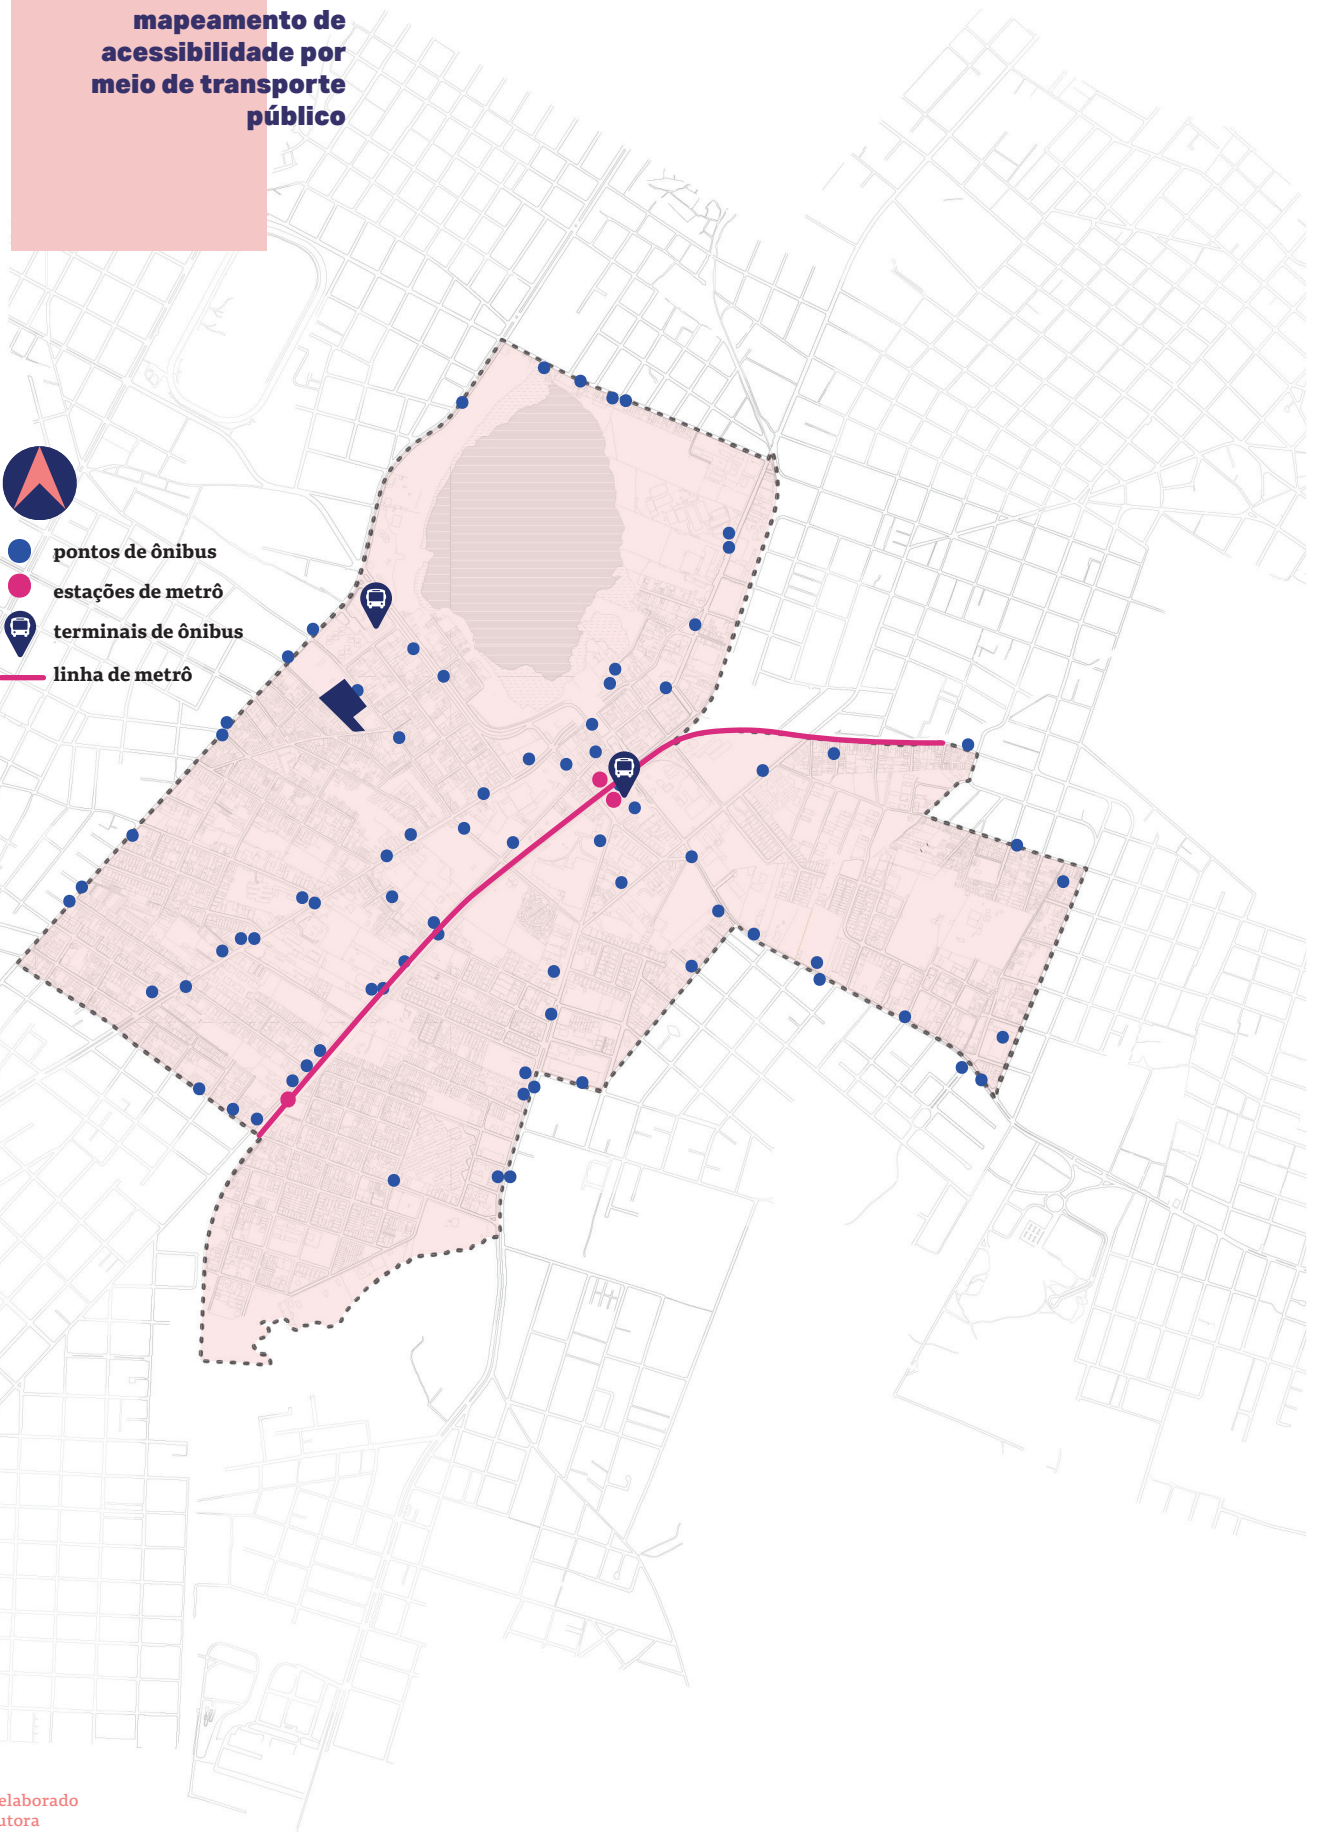 mapeamento de
acessibilidade por
meio de transporte
público
pontos de ônibus
estações de metrô
terminais de ônibus
linha de metrô
elaborado
utora